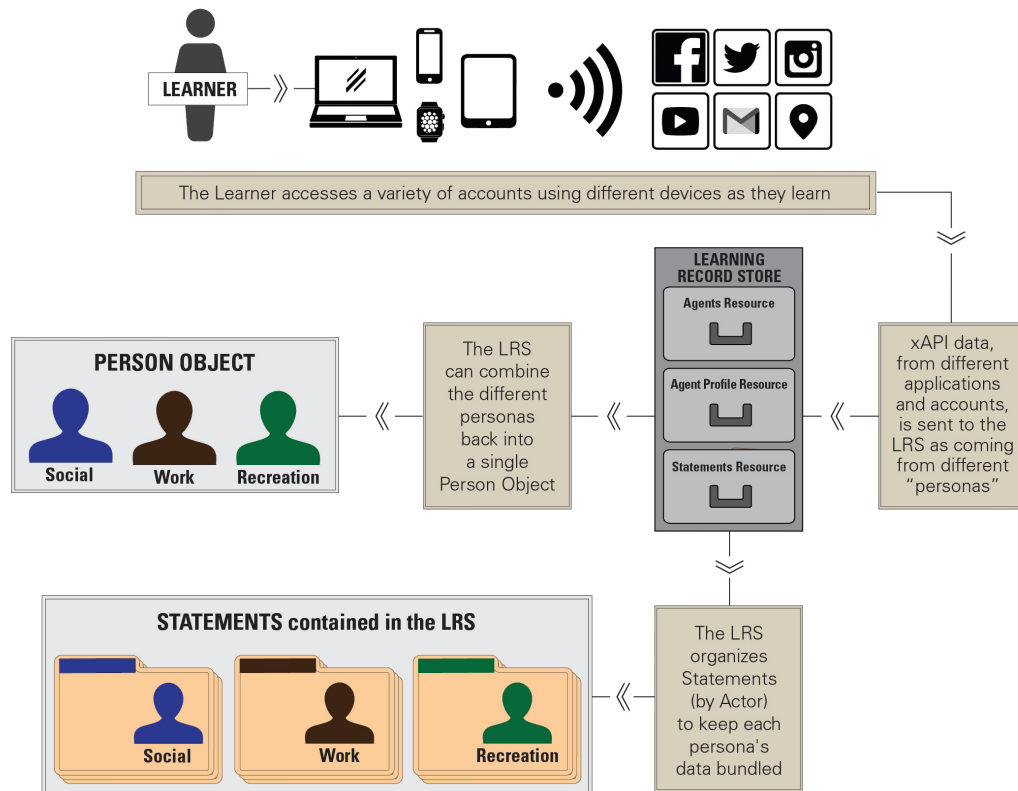 LEARNER
The Learner accesses a variety of accounts using different devices as they learn
LEARNING
RECORD STORE
Agents Resource
Agent Profile Resource
Statements Resource
xAPI data,
from different
applications
and accounts,
is sent to the
LRS as coming
from different
“personas”
The LRS
can combine
the different
personas
back into
a single
Person Object
PERSON OBJECT
Social
Work
Recreation
The LRS
organizes
Statements
(by Actor)
to keep each
persona's
data bundled
STATEMENTS contained in the LRS
Social
Work
Recreation